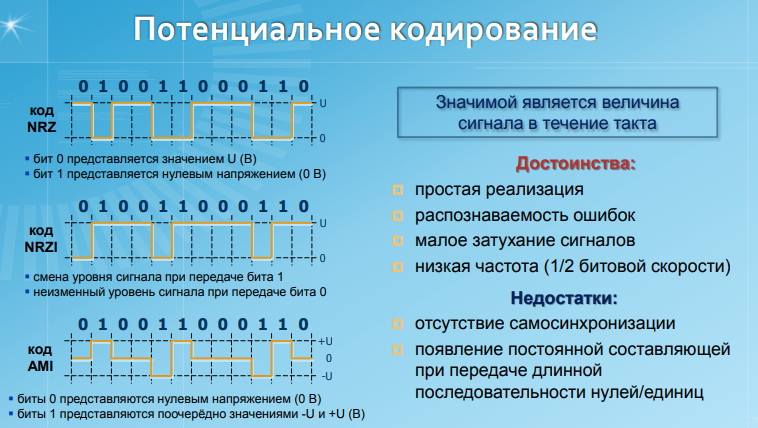 Потенциальное кодирование
0 1 0 0 1 1 0 0 0 1 1 0
код
NRZ
U
0
▪ бит 0 представляется значением U (В)
▪ бит 1 представляется нулевым напряжением (0 В)
0 1 0 0 1 1 0 0 0 1 1 0
код
NRZI
U
0
▪ смена уровня сигнала при передаче бита 1
▪ неизменный уровень сигнала при передаче бита 0
0 1 0 0 1 1 0 0 0 1 1 0
код
AMI
+U
0
-U
▪ биты 0 представляются нулевым напряжением (0 В)
▪ биты 1 представляются поочерёдно значениями -U и +U (В)
Значимой является величина
сигнала в течение такта
Достоинства:
простая реализация
распознаваемость ошибок
малое затухание сигналов
низкая частота (1/2 битовой скорости)
Недостатки:
отсутствие самосинхронизации
появление постоянной составляющей
при передаче длинной
последовательности нулей/единиц